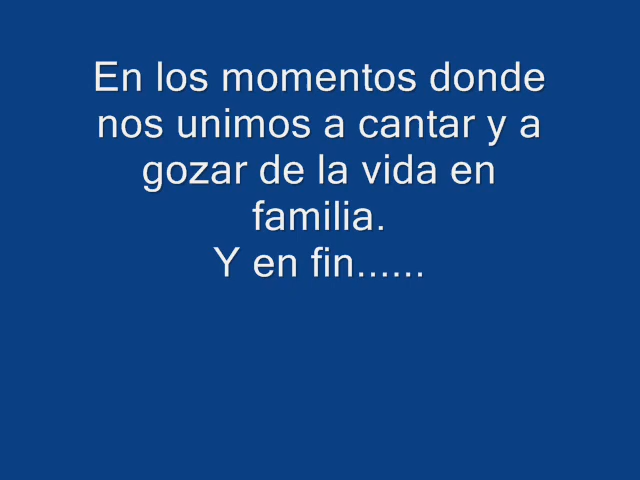 En los momentos donde
nos unimos a cantar y a
gozar de la vida en
familia.
Y en fin......